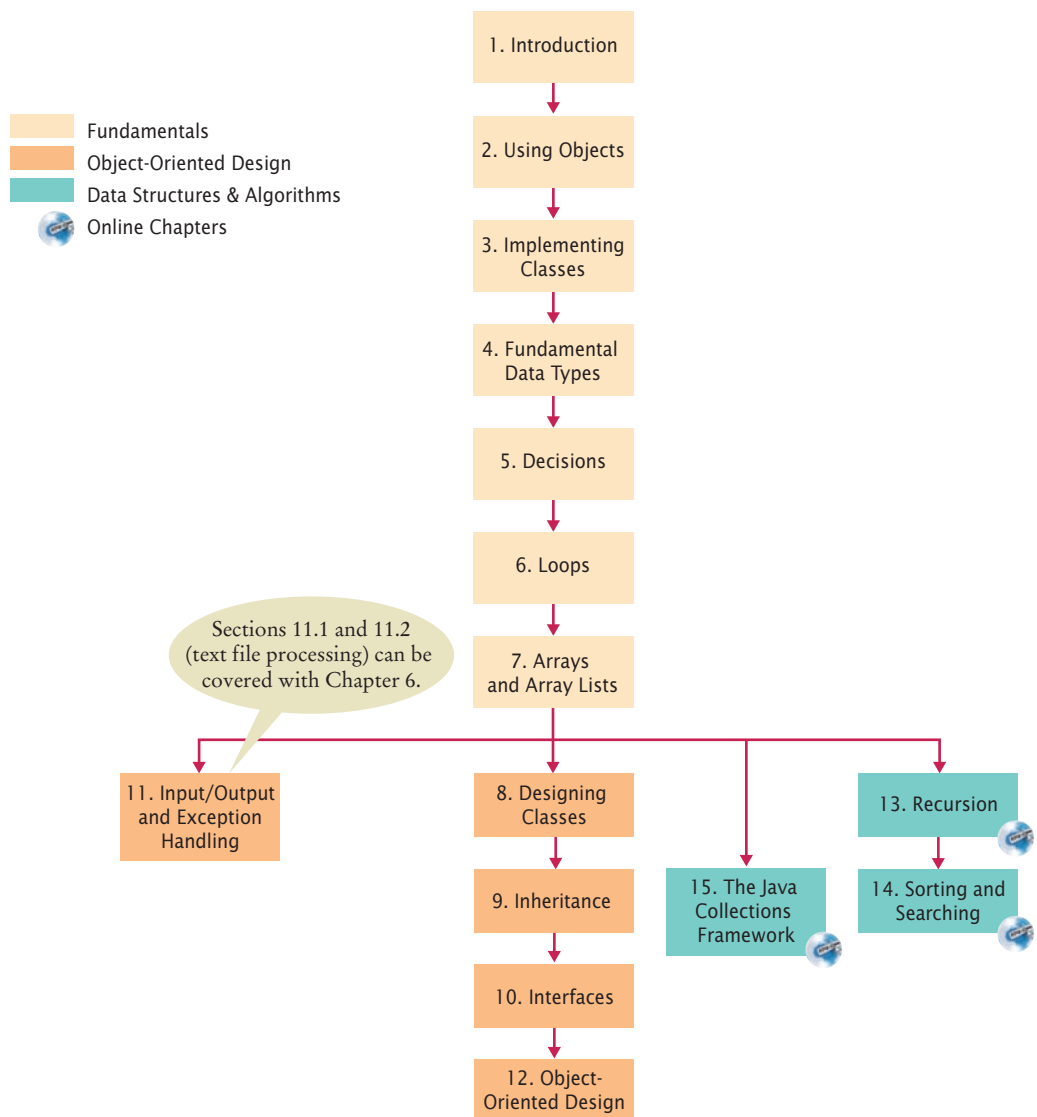 1. Introduction
Fundamentals
Object-Oriented Design
Data Structures & Algorithms
Online Chapters
2. Using Objects
3. Implementing
Classes
4. Fundamental
Data Types
5. Decisions
6. Loops
Sections 11.1 and 11.2
(text file processing) can be
covered with Chapter 6.
7. Arrays
and Array Lists
11. Input/Output
and Exception
Handling
8. Designing
Classes
13. Recursion
9. Inheritance
15. The Java
Collections
Framework
14. Sorting and
Searching
10. Interfaces
12. Object-
Oriented Design